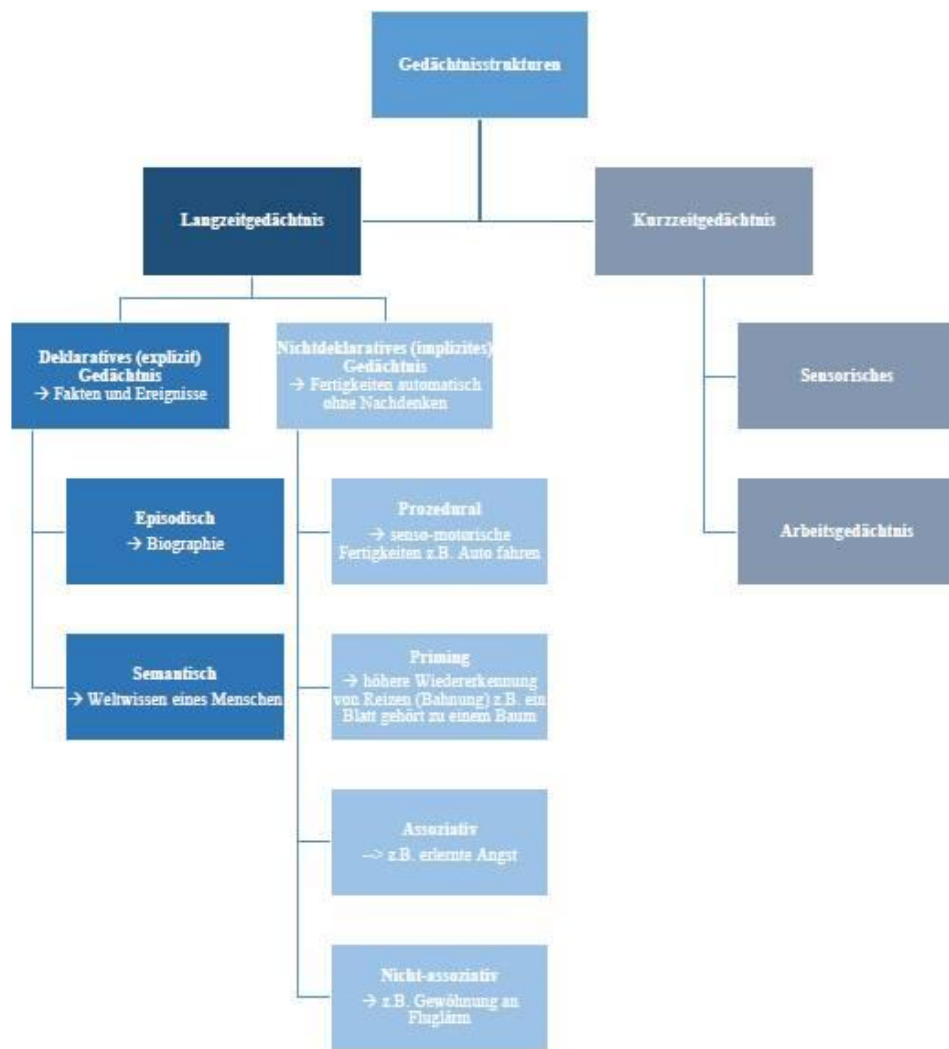 Gedächtnisstrukturen
Langzeitgedächtnis
Kurzzeitgedächtnis
Deklaratives (explizit)
Gedächtnis
→ Fakten und Ereignisse
Nichtdeklaratives (implizites)
Gedächtnis
→ Fertigkeiten automatisch
ohne Nachdenken
Sensorisches
Episodisch
→ Biographie
Prozedural
→ senso-motorische
Fertigkeiten z.B. Auto fahren
Arbeitsgedächtnis
Semantisch
→ Weltwissen eines Menschen
Priming
→ höhere Wiedererkennung
von Reizen (Bahnung) z.B. ein
Blatt gehört zu einem Baum
Assoziativ
--> z.B. erlernte Angst
Nicht-assoziativ
→ z.B. Gewöhnung an
Fluglärm